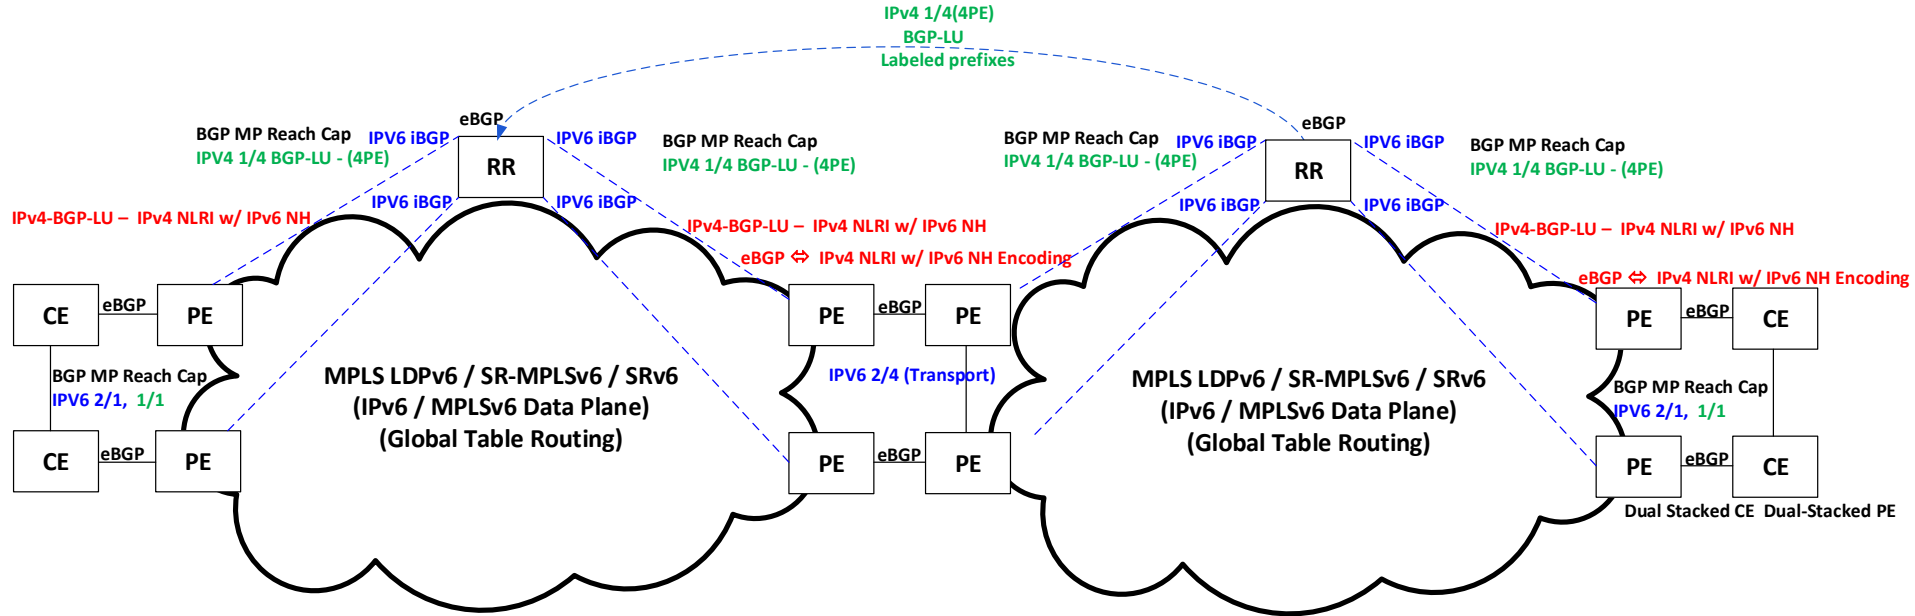 IPv4 1/4(4PE)
BGP-LU
Labeled prefixes
eBGP
eBGP
BGP MP Reach Cap
IPV4 1/4 BGP-LU - (4PE)
IPV6 iBGP
IPV6 iBGP
BGP MP Reach Cap
IPV4 1/4 BGP-LU - (4PE)
BGP MP Reach Cap
IPV4 1/4 BGP-LU - (4PE)
IPV6 iBGP
IPV6 iBGP
BGP MP Reach Cap
IPV4 1/4 BGP-LU - (4PE)
RR
RR
IPV6 iBGP
IPV6 iBGP
IPV6 iBGP
IPV6 iBGP
IPv4-BGP-LU – IPv4 NLRI w/ IPv6 NH
IPv4-BGP-LU – IPv4 NLRI w/ IPv6 NH
IPv4-BGP-LU – IPv4 NLRI w/ IPv6 NH
eBGP ⇔ IPv4 NLRI w/ IPv6 NH Encoding
eBGP ⇔ IPv4 NLRI w/ IPv6 NH Encoding
CE
eBGP
PE
PE
eBGP
PE
PE
eBGP
CE
BGP MP Reach Cap
IPV6 2/1, 1/1
MPLS LDPv6 / SR-MPLSv6 / SRv6
(IPv6 / MPLSv6 Data Plane)
(Global Table Routing)
IPV6 2/4 (Transport)
MPLS LDPv6 / SR-MPLSv6 / SRv6
(IPv6 / MPLSv6 Data Plane)
(Global Table Routing)
BGP MP Reach Cap
IPV6 2/1, 1/1
CE
eBGP
PE
PE
eBGP
PE
PE
eBGP
CE
Dual Stacked CE Dual-Stacked PE